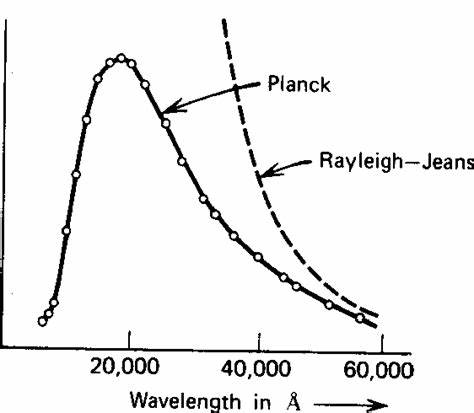 Planck
Rayleigh—Jeans
20,000 40,000 60,000
Wavelength in Å